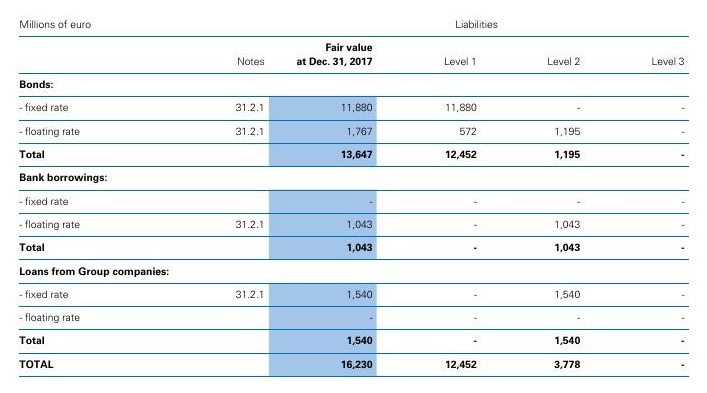 Millions of euro Liabilities
Fair value
Notes at Dec. 31, 2017 Level 1 Level 2 Level 3
Bonds:
- fixed rate 31.2.1 11,880 11,880 - -
- floating rate 31.2.1 1,767 572 1,195 -
Total 13,647 12,452 1,195 -
Bank borrowings:
- fixed rate - - - -
- floating rate 31.2.1 1,043 - 1,043 -
Total 1,043 - 1,043 -
Loans from Group companies:
- fixed rate 31.2.1 1,540 - 1,540 -
- floating rate - - - -
Total 1,540 - 1,540 -
TOTAL 16,230 12,452 3,778 -